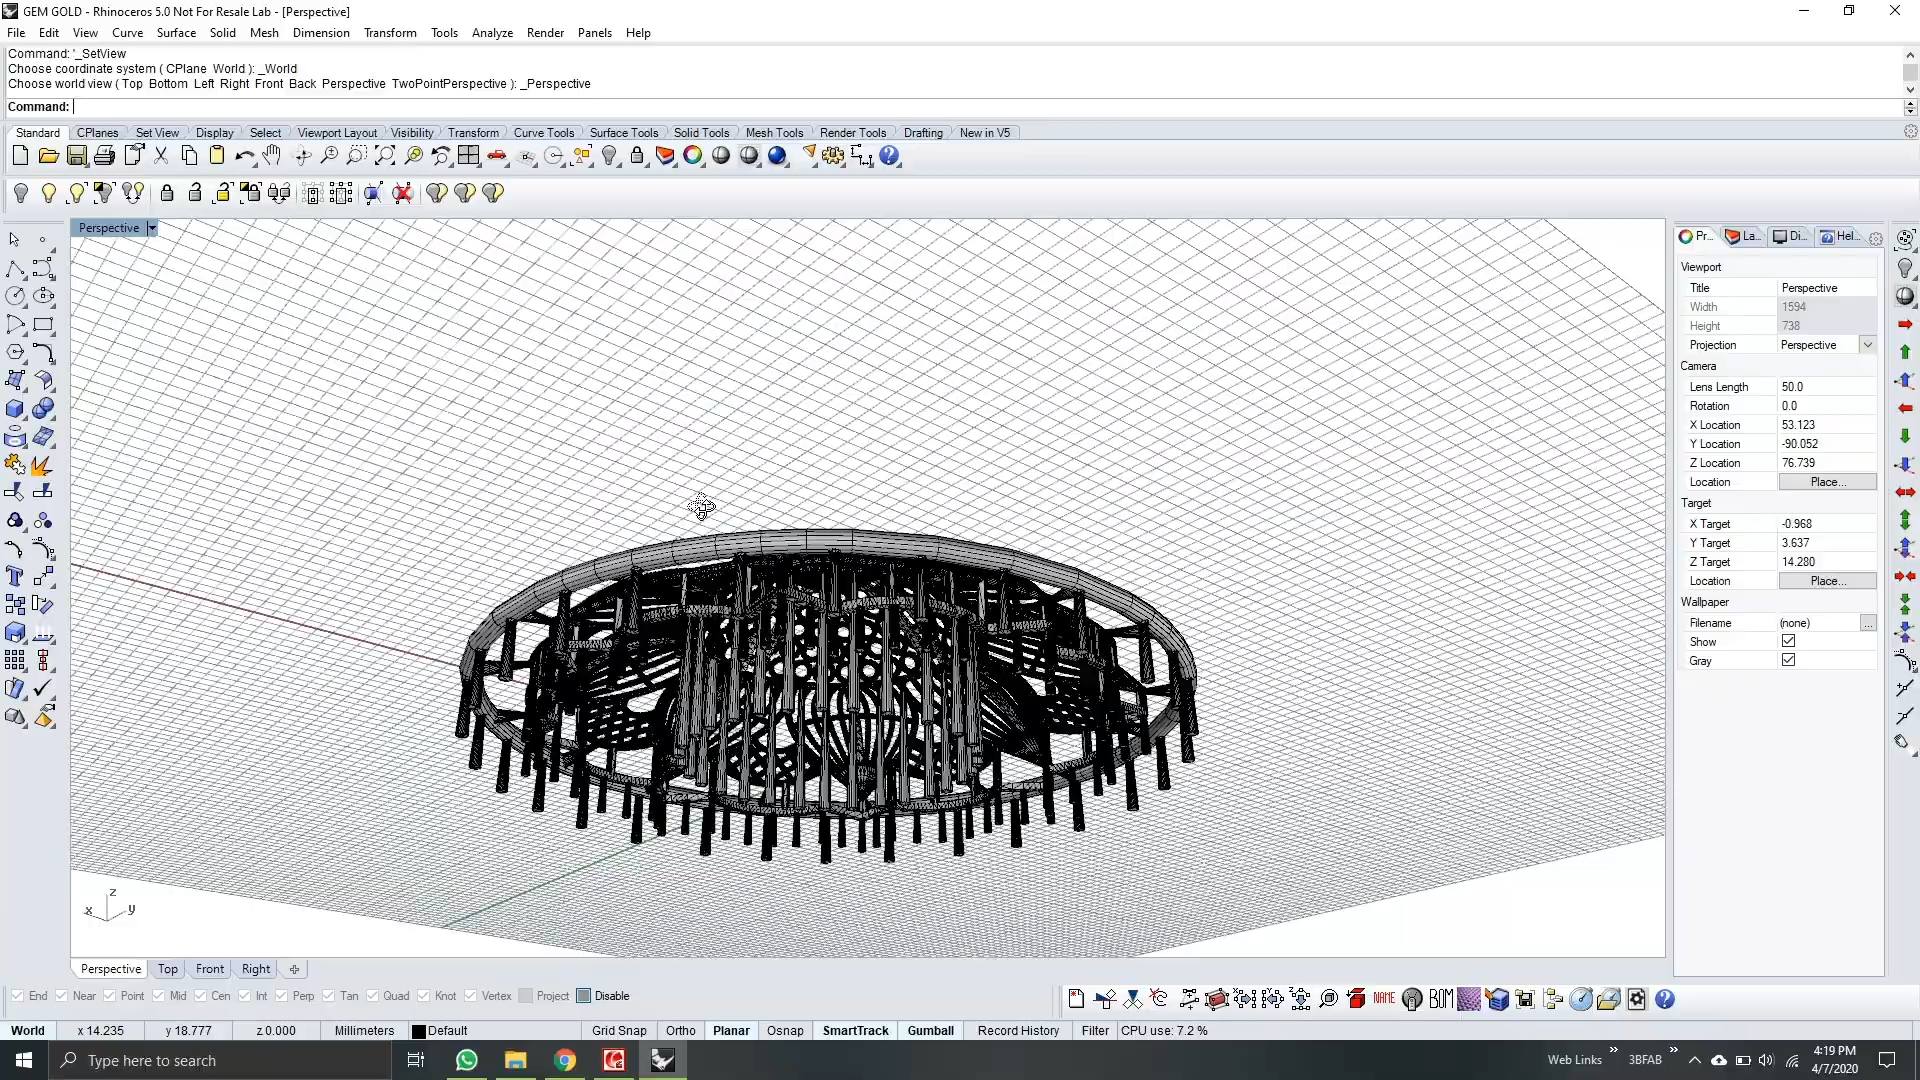 GEM GOLD - Rhinoceros 5.0 Not For Resale Lab - [Perspective]
File Edit View Curve Surface Solid Mesh Dimension Transform Tools Analyze Render Panels Help
Command: '_SetView
Choose coordinate system ( CPlane World ): _World
Choose world view ( Top Bottom Left Right Front Back Perspective TwoPointPerspective ): _Perspective
Command:
Standard CPlanes Set View Display Select Viewport Layout Visibility Transform Curve Tools Surface Tools Solid Tools Mesh Tools Render Tools Drafting New in V5
Perspective
Pr... La... Di... Hel...
Viewport
Title Perspective
Width 1594
Height 738
Projection Perspective
Camera
Lens Length 50.0
Rotation 0.0
X Location 53.123
Y Location -90.052
Z Location 76.739
Location Place...
Target
X Target -0.968
Y Target 3.637
Z Target 14.280
Location Place...
Wallpaper
Filename (none) ...
Show
Gray
z
x y
Perspective Top Front Right
End Near Point Mid Cen Int Perp Tan Quad Knot Vertex Project Disable
NAME BOM
World x 14.235 y 18.777 z 0.000 Millimeters Default Grid Snap Ortho Planar Osnap SmartTrack Gumball Record History Filter CPU use: 7.2 %
Type here to search
Web Links » 3BFAB »
4:19 PM
4/7/2020